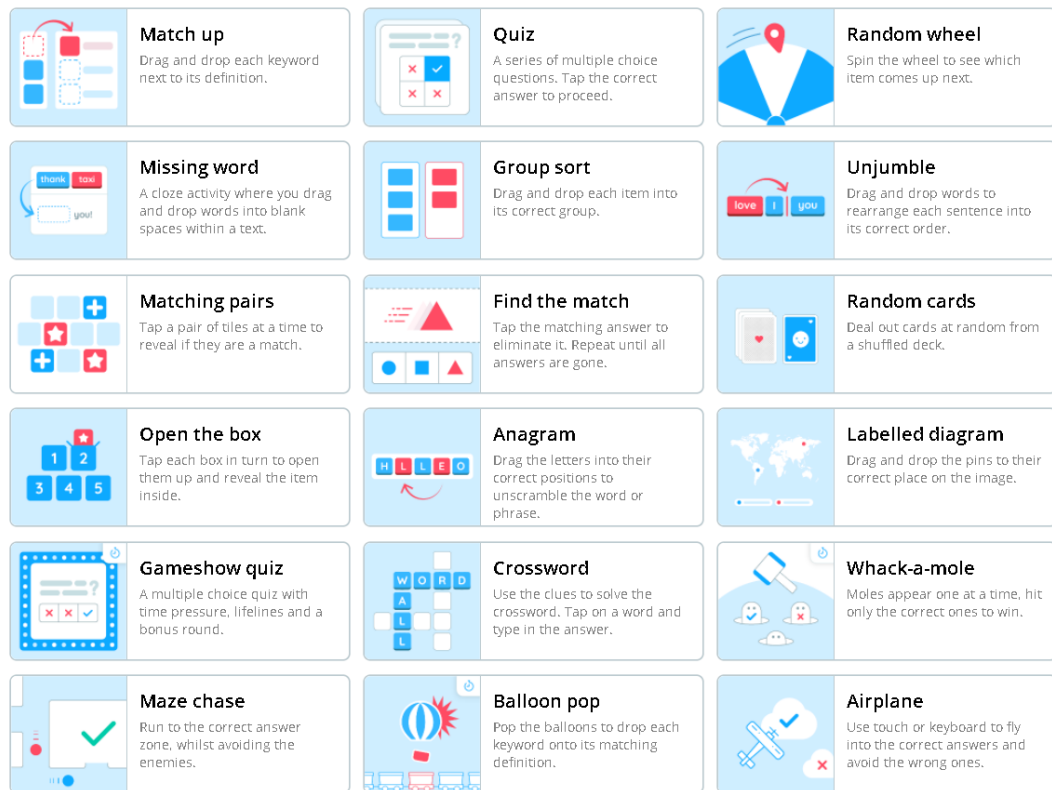 Match up
Drag and drop each keyword
next to its definition.
?
Quiz
A series of multiple choice
questions. Tap the correct
answer to proceed.
Random wheel
Spin the wheel to see which
item comes up next.
thank taxi
you!
Missing word
A cloze activity where you drag
and drop words into blank
spaces within a text.
Group sort
Drag and drop each item into
its correct group.
love I you
Unjumble
Drag and drop words to
rearrange each sentence into
its correct order.
Matching pairs
Tap a pair of tiles at a time to
reveal if they are a match.
Find the match
Tap the matching answer to
eliminate it. Repeat until all
answers are gone.
Random cards
Deal out cards at random from
a shuffled deck.
1 2
3 4 5
Open the box
Tap each box in turn to open
them up and reveal the item
inside.
H L L E O
Anagram
Drag the letters into their
correct positions to
unscramble the word or
phrase.
Labelled diagram
Drag and drop the pins to their
correct place on the image.
?
Gameshow quiz
A multiple choice quiz with
time pressure, lifelines and a
bonus round.
W O R D
A
L
L
Crossword
Use the clues to solve the
crossword. Tap on a word and
type in the answer.
Whack-a-mole
Moles appear one at a time, hit
only the correct ones to win.
Maze chase
Run to the correct answer
zone, whilst avoiding the
enemies.
Balloon pop
Pop the balloons to drop each
keyword onto its matching
definition.
Airplane
Use touch or keyboard to fly
into the correct answers and
avoid the wrong ones.